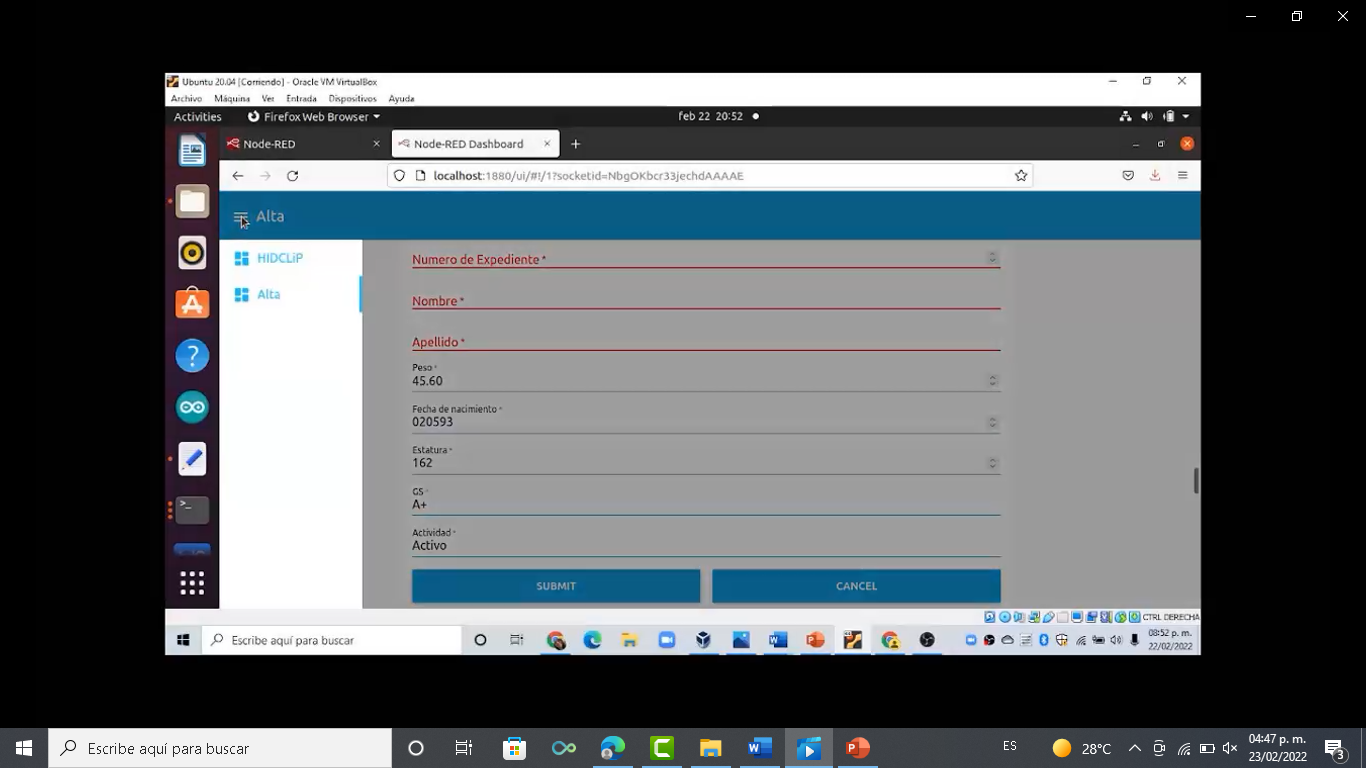 Ubuntu 20.04 [Corriendo] - Oracle VM VirtualBox
Archivo Máquina Ver Entrada Dispositivos Ayuda
Activities Firefox Web Browser feb 22 20:52
Node-RED Node-RED Dashboard
localhost:1880/ui/#!/1?socketid=NbgOKbcr33jechdAAAAE
Alta
HIDCLiP
Alta
Numero de Expediente *
Nombre *
Apellido *
Peso *
45.60
Fecha de nacimiento *
020593
Estatura *
162
GS *
A+
Actividad *
Activo
SUBMIT CANCEL
CTRL DERECHA
Escribe aquí para buscar
08:52 p. m.
22/02/2022
Escribe aquí para buscar
ES
28°C
04:47 p. m.
23/02/2022
3